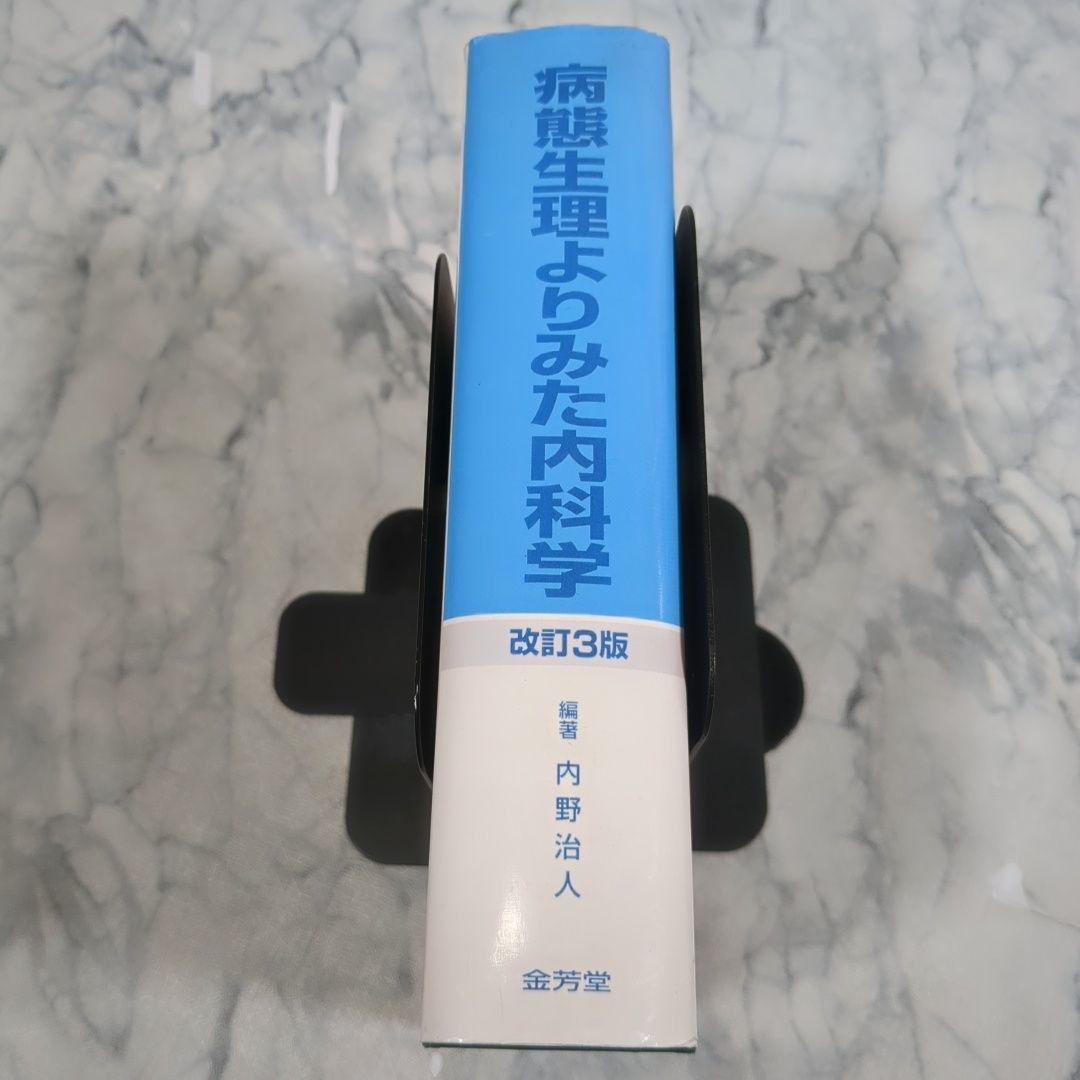 病態生理よりみた内科学
改訂3版
編著 内野治人
金芳堂